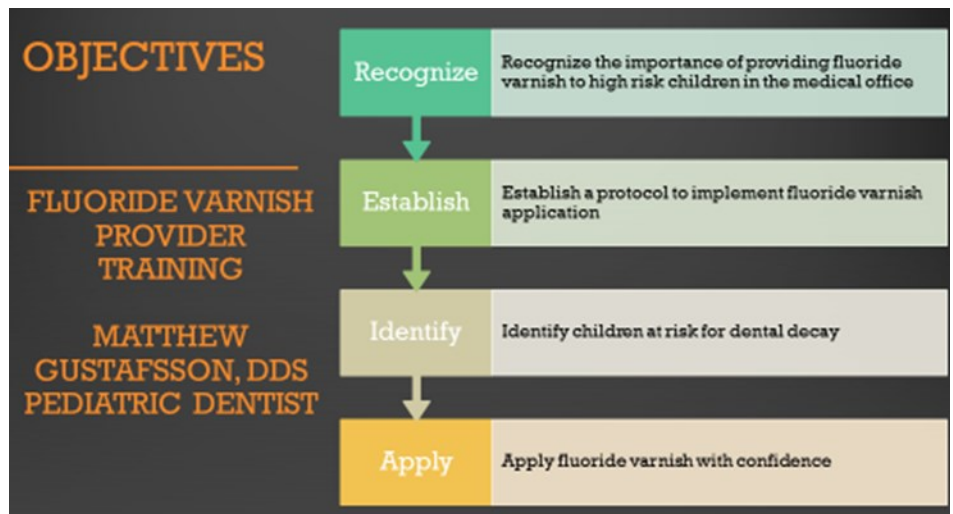 OBJECTIVES
FLUORIDE VARNISH
PROVIDER
TRAINING
MATTHEW
GUSTAFSSON, DDS
PEDIATRIC DENTIST
Recognize
Recognize the importance of providing fluoride
varnish to high risk children in the medical office
Establish
Establish a protocol to implement fluoride varnish
application
Identify
Identify children at risk for dental decay
Apply
Apply fluoride varnish with confidence